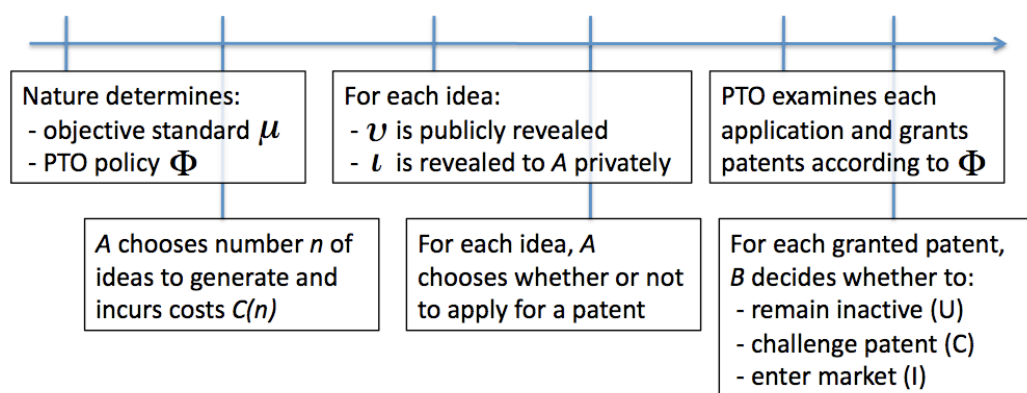 Nature determines:
- objective standard μ
- PTO policy Φ
A chooses number n of
ideas to generate and
incurs costs C(n)
For each idea:
- υ is publicly revealed
- ι is revealed to A privately
For each idea, A
chooses whether or not
to apply for a patent
PTO examines each
application and grants
patents according to Φ
For each granted patent,
B decides whether to:
- remain inactive (U)
- challenge patent (C)
- enter market (I)